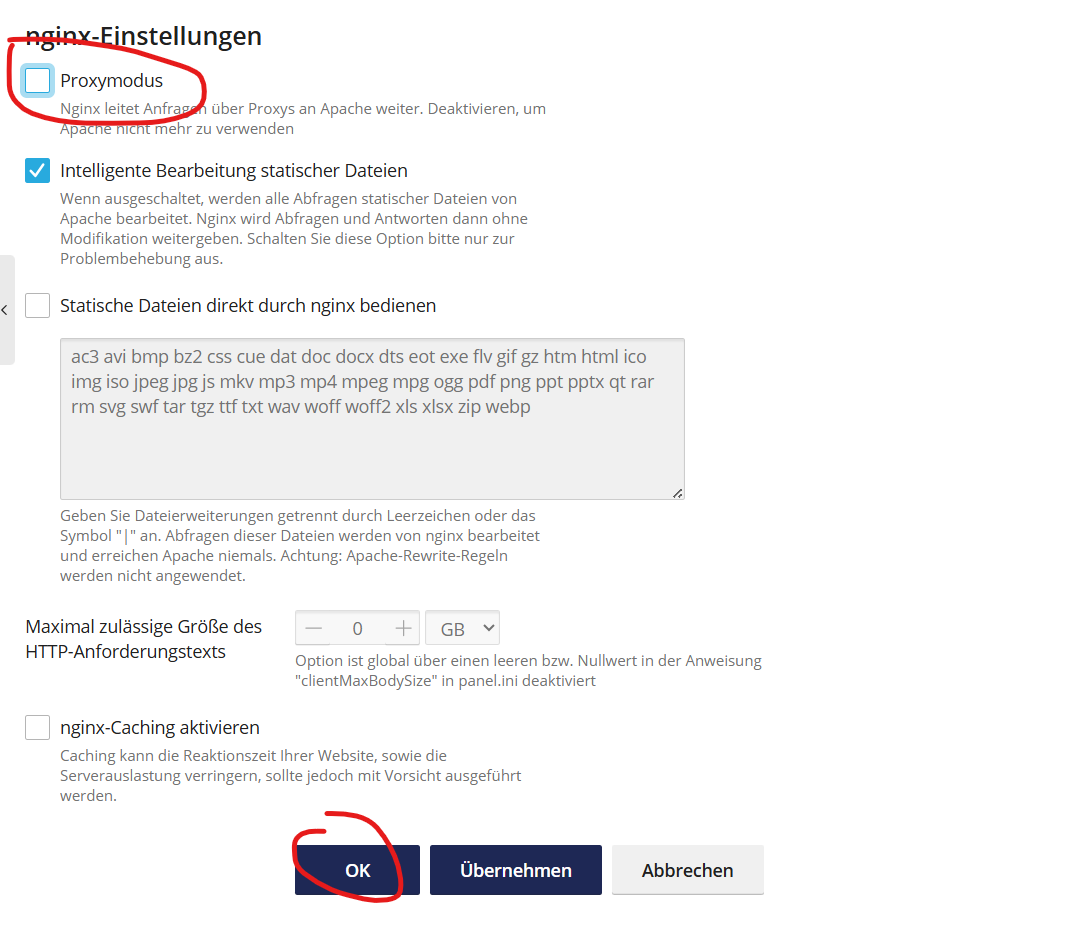 nginx-Einstellungen
Proxymodus
Nginx leitet Anfragen über Proxys an Apache weiter. Deaktivieren, um
Apache nicht mehr zu verwenden
Intelligente Bearbeitung statischer Dateien
Wenn ausgeschaltet, werden alle Abfragen statischer Dateien von
Apache bearbeitet. Nginx wird Abfragen und Antworten dann ohne
Modifikation weitergeben. Schalten Sie diese Option bitte nur zur
Problembehebung aus.
Statische Dateien direkt durch nginx bedienen
ac3 avi bmp bz2 css cue dat doc docx dts eot exe flv gif gz htm html ico
img iso jpeg jpg js mkv mp3 mp4 mpeg mpg ogg pdf png ppt pptx qt rar
rm svg swf tar tgz ttf txt wav woff woff2 xls xlsx zip webp
Geben Sie Dateierweiterungen getrennt durch Leerzeichen oder das
Symbol "|" an. Abfragen dieser Dateien werden von nginx bearbeitet
und erreichen Apache niemals. Achtung: Apache-Rewrite-Regeln
werden nicht angewendet.
Maximal zulässige Größe des
HTTP-Anforderungstexts
0 GB
Option ist global über einen leeren bzw. Nullwert in der Anweisung
"clientMaxBodySize" in panel.ini deaktiviert
nginx-Caching aktivieren
Caching kann die Reaktionszeit Ihrer Website, sowie die
Serverauslastung verringern, sollte jedoch mit Vorsicht ausgeführt
werden.
OK Übernehmen Abbrechen